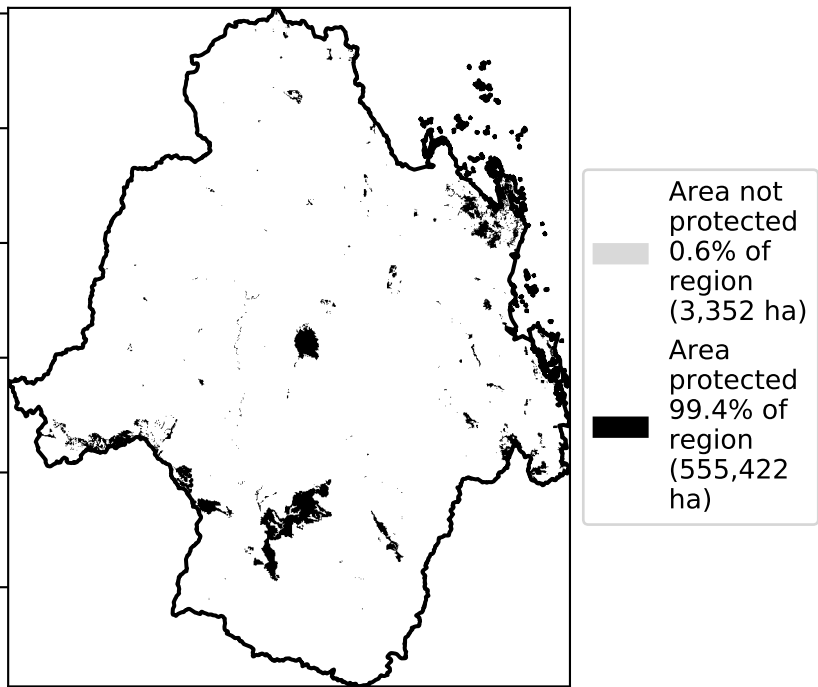 Area not
protected
0.6% of
region
(3,352 ha)
Area
protected
99.4% of
region
(555,422
ha)